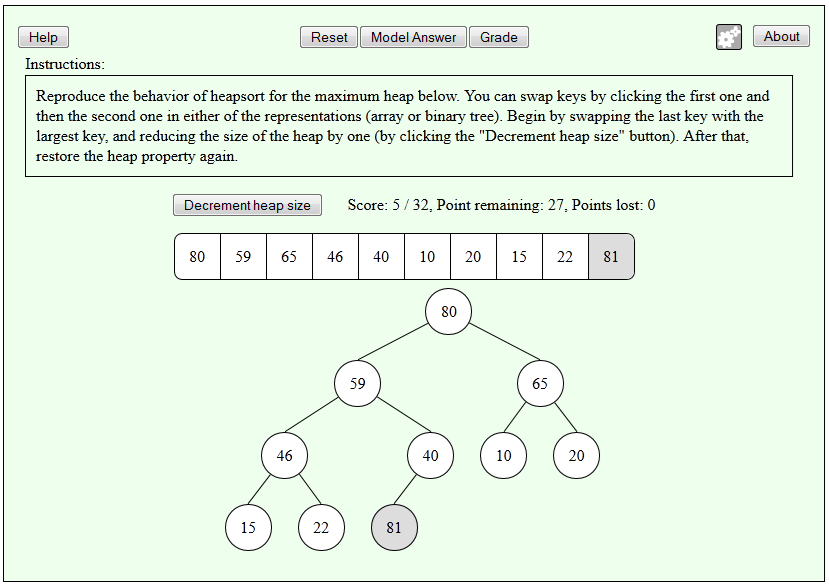 Help Reset Model Answer Grade About
Instructions:
Reproduce the behavior of heapsort for the maximum heap below. You can swap keys by clicking the first one and
then the second one in either of the representations (array or binary tree). Begin by swapping the last key with the
largest key, and reducing the size of the heap by one (by clicking the "Decrement heap size" button). After that,
restore the heap property again.
Decrement heap size Score: 5 / 32, Point remaining: 27, Points lost: 0
80 59 65 46 40 10 20 15 22 81
80
59 65
46 40 10 20
15 22 81